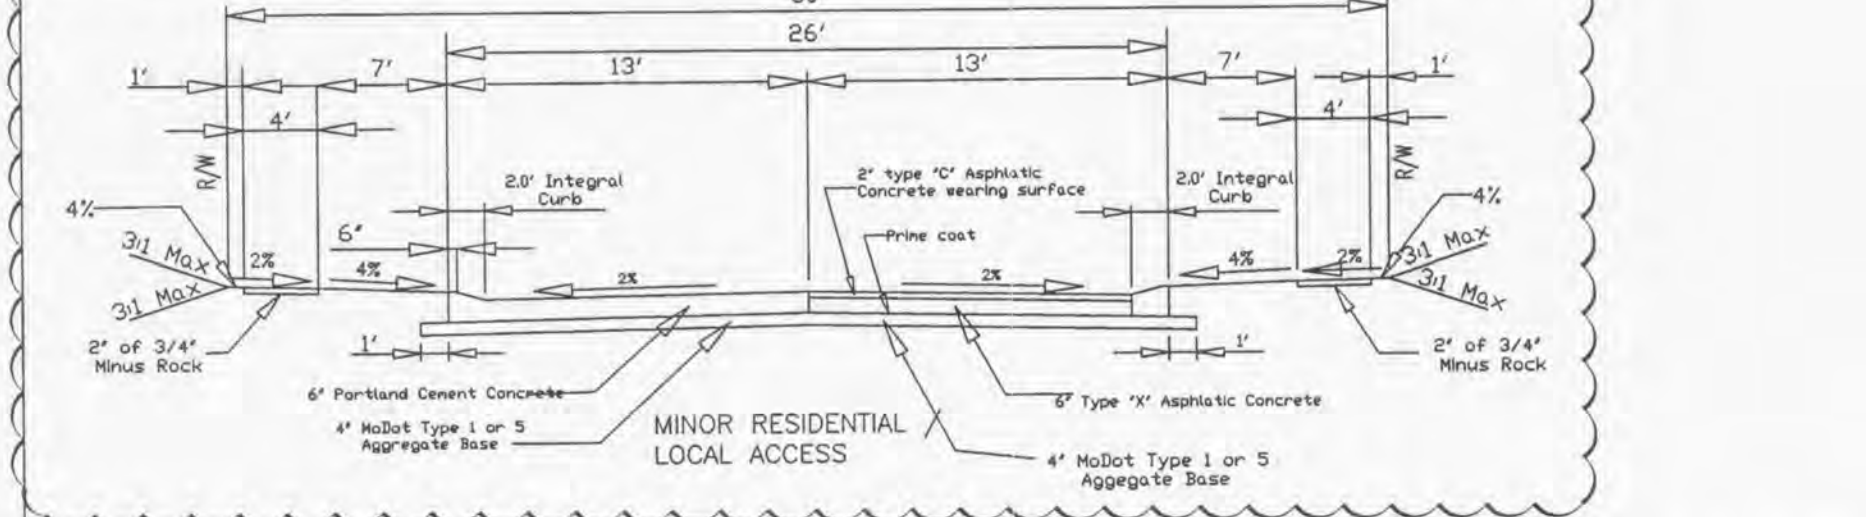 26'
1' 7' 13' 13' 7' 1'
4' 4'
R/W R/W
2.0' Integral
Curb
2" type "C" Asphlatic
Concrete wearing surface
2.0' Integral
Curb
4% 4%
6" Prime coat
3:1 Max 2% 4% 2% 2% 4% 2% 3:1 Max
3:1 Max 3:1 Max
2" of 3/4"
Minus Rock
1' 1'
2" of 3/4"
Minus Rock
6" Portland Cement Concrete
6" Type "X" Asphlatic Concrete
4" MoDot Type 1 or 5
Aggregate Base
MINOR RESIDENTIAL
LOCAL ACCESS
4" MoDot Type 1 or 5
Aggegate Base